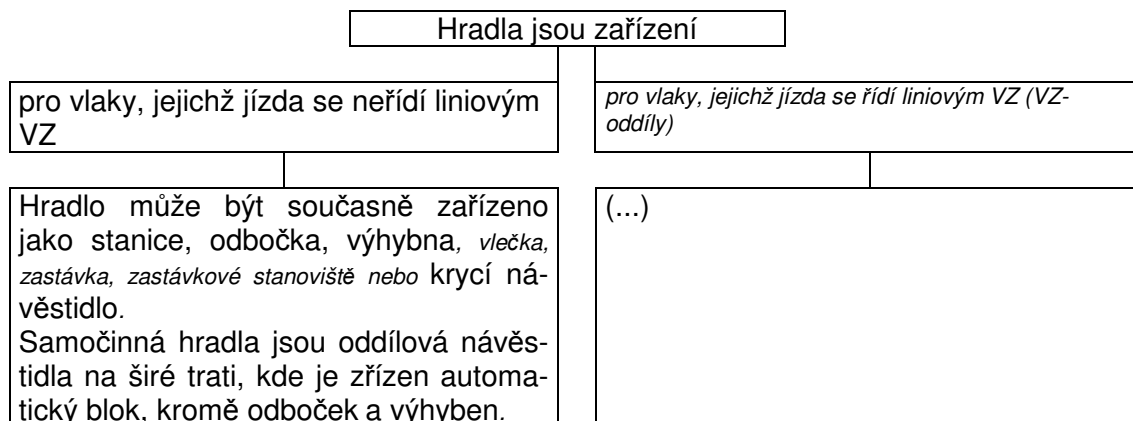 Hradla jsou zařízení
pro vlaky, jejichž jízda se neřídí liniovým
VZ
pro vlaky, jejichž jízda se řídí liniovým VZ (VZ-
oddíly)
Hradlo může být současně zařízeno
jako stanice, odbočka, výhybna, vlečka,
zastávka, zastávkové stanoviště nebo krycí ná-
věstidlo.
Samočinná hradla jsou oddílová návěs-
tidla na širé trati, kde je zřízen automa-
tický blok, kromě odboček a výhyben.
(...)